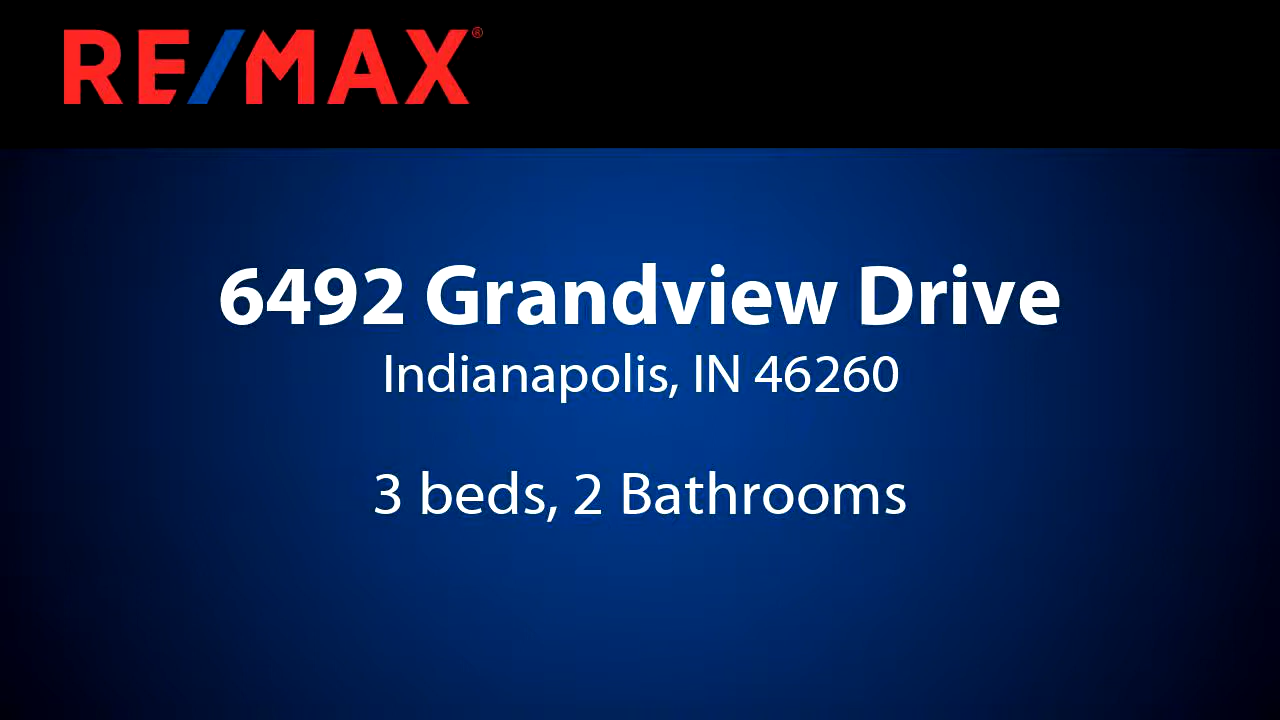 RE/MAX®
6492 Grandview Drive
Indianapolis, IN 46260
3 beds, 2 Bathrooms